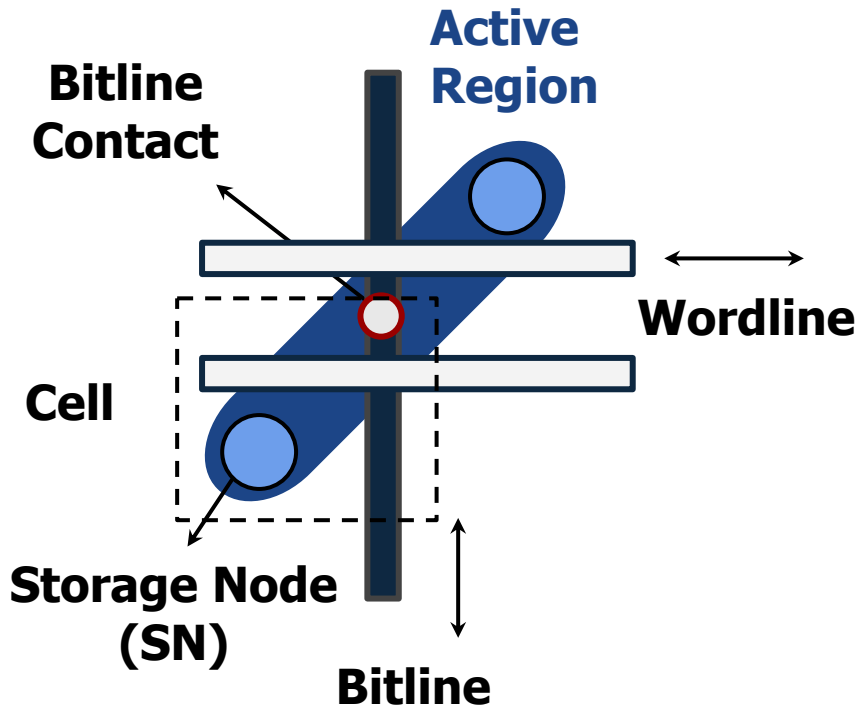 Active
Region
Bitline
Contact
Wordline
Cell
Storage Node
(SN)
Bitline